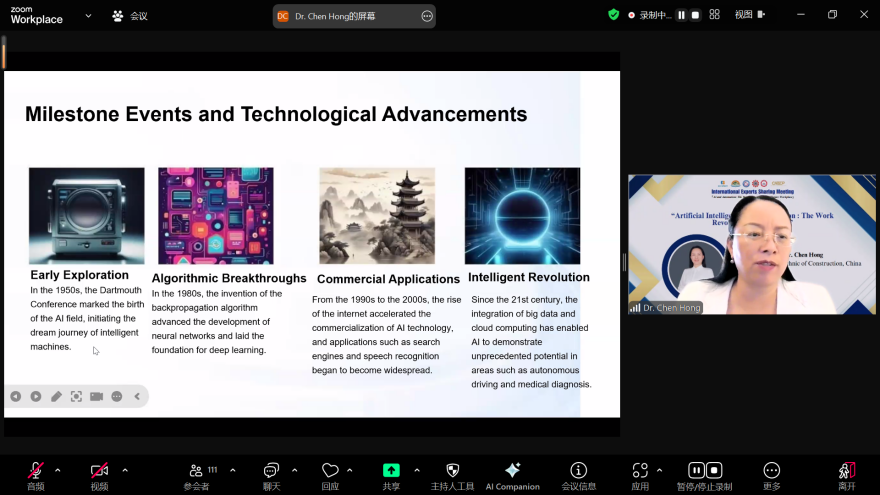 zoom
Workplace
会议
DC Dr. Chen Hong的屏幕
录制中...
视图
Milestone Events and Technological Advancements
Early Exploration
In the 1950s, the Dartmouth
Conference marked the birth
of the AI field, initiating the
dream journey of intelligent
machines.
Algorithmic Breakthroughs
In the 1980s, the invention of the
backpropagation algorithm
advanced the development of
neural networks and laid the
foundation for deep learning.
Commercial Applications
From the 1990s to the 2000s, the rise
of the internet accelerated the
commercialization of AI technology,
and applications such as search
engines and speech recognition
began to become widespread.
Intelligent Revolution
Since the 21st century, the
integration of big data and
cloud computing has enabled
AI to demonstrate
unprecedented potential in
areas such as autonomous
driving and medical diagnosis.
International Experts Sharing Meeting
"Artificial
: The Work
Chen Hong
of Construction, China
Dr. Chen Hong
音频
视频
参会者 111
聊天
回应
共享
主持人工具
AI Companion
会议信息
应用
暂停/停止录制
更多
离开